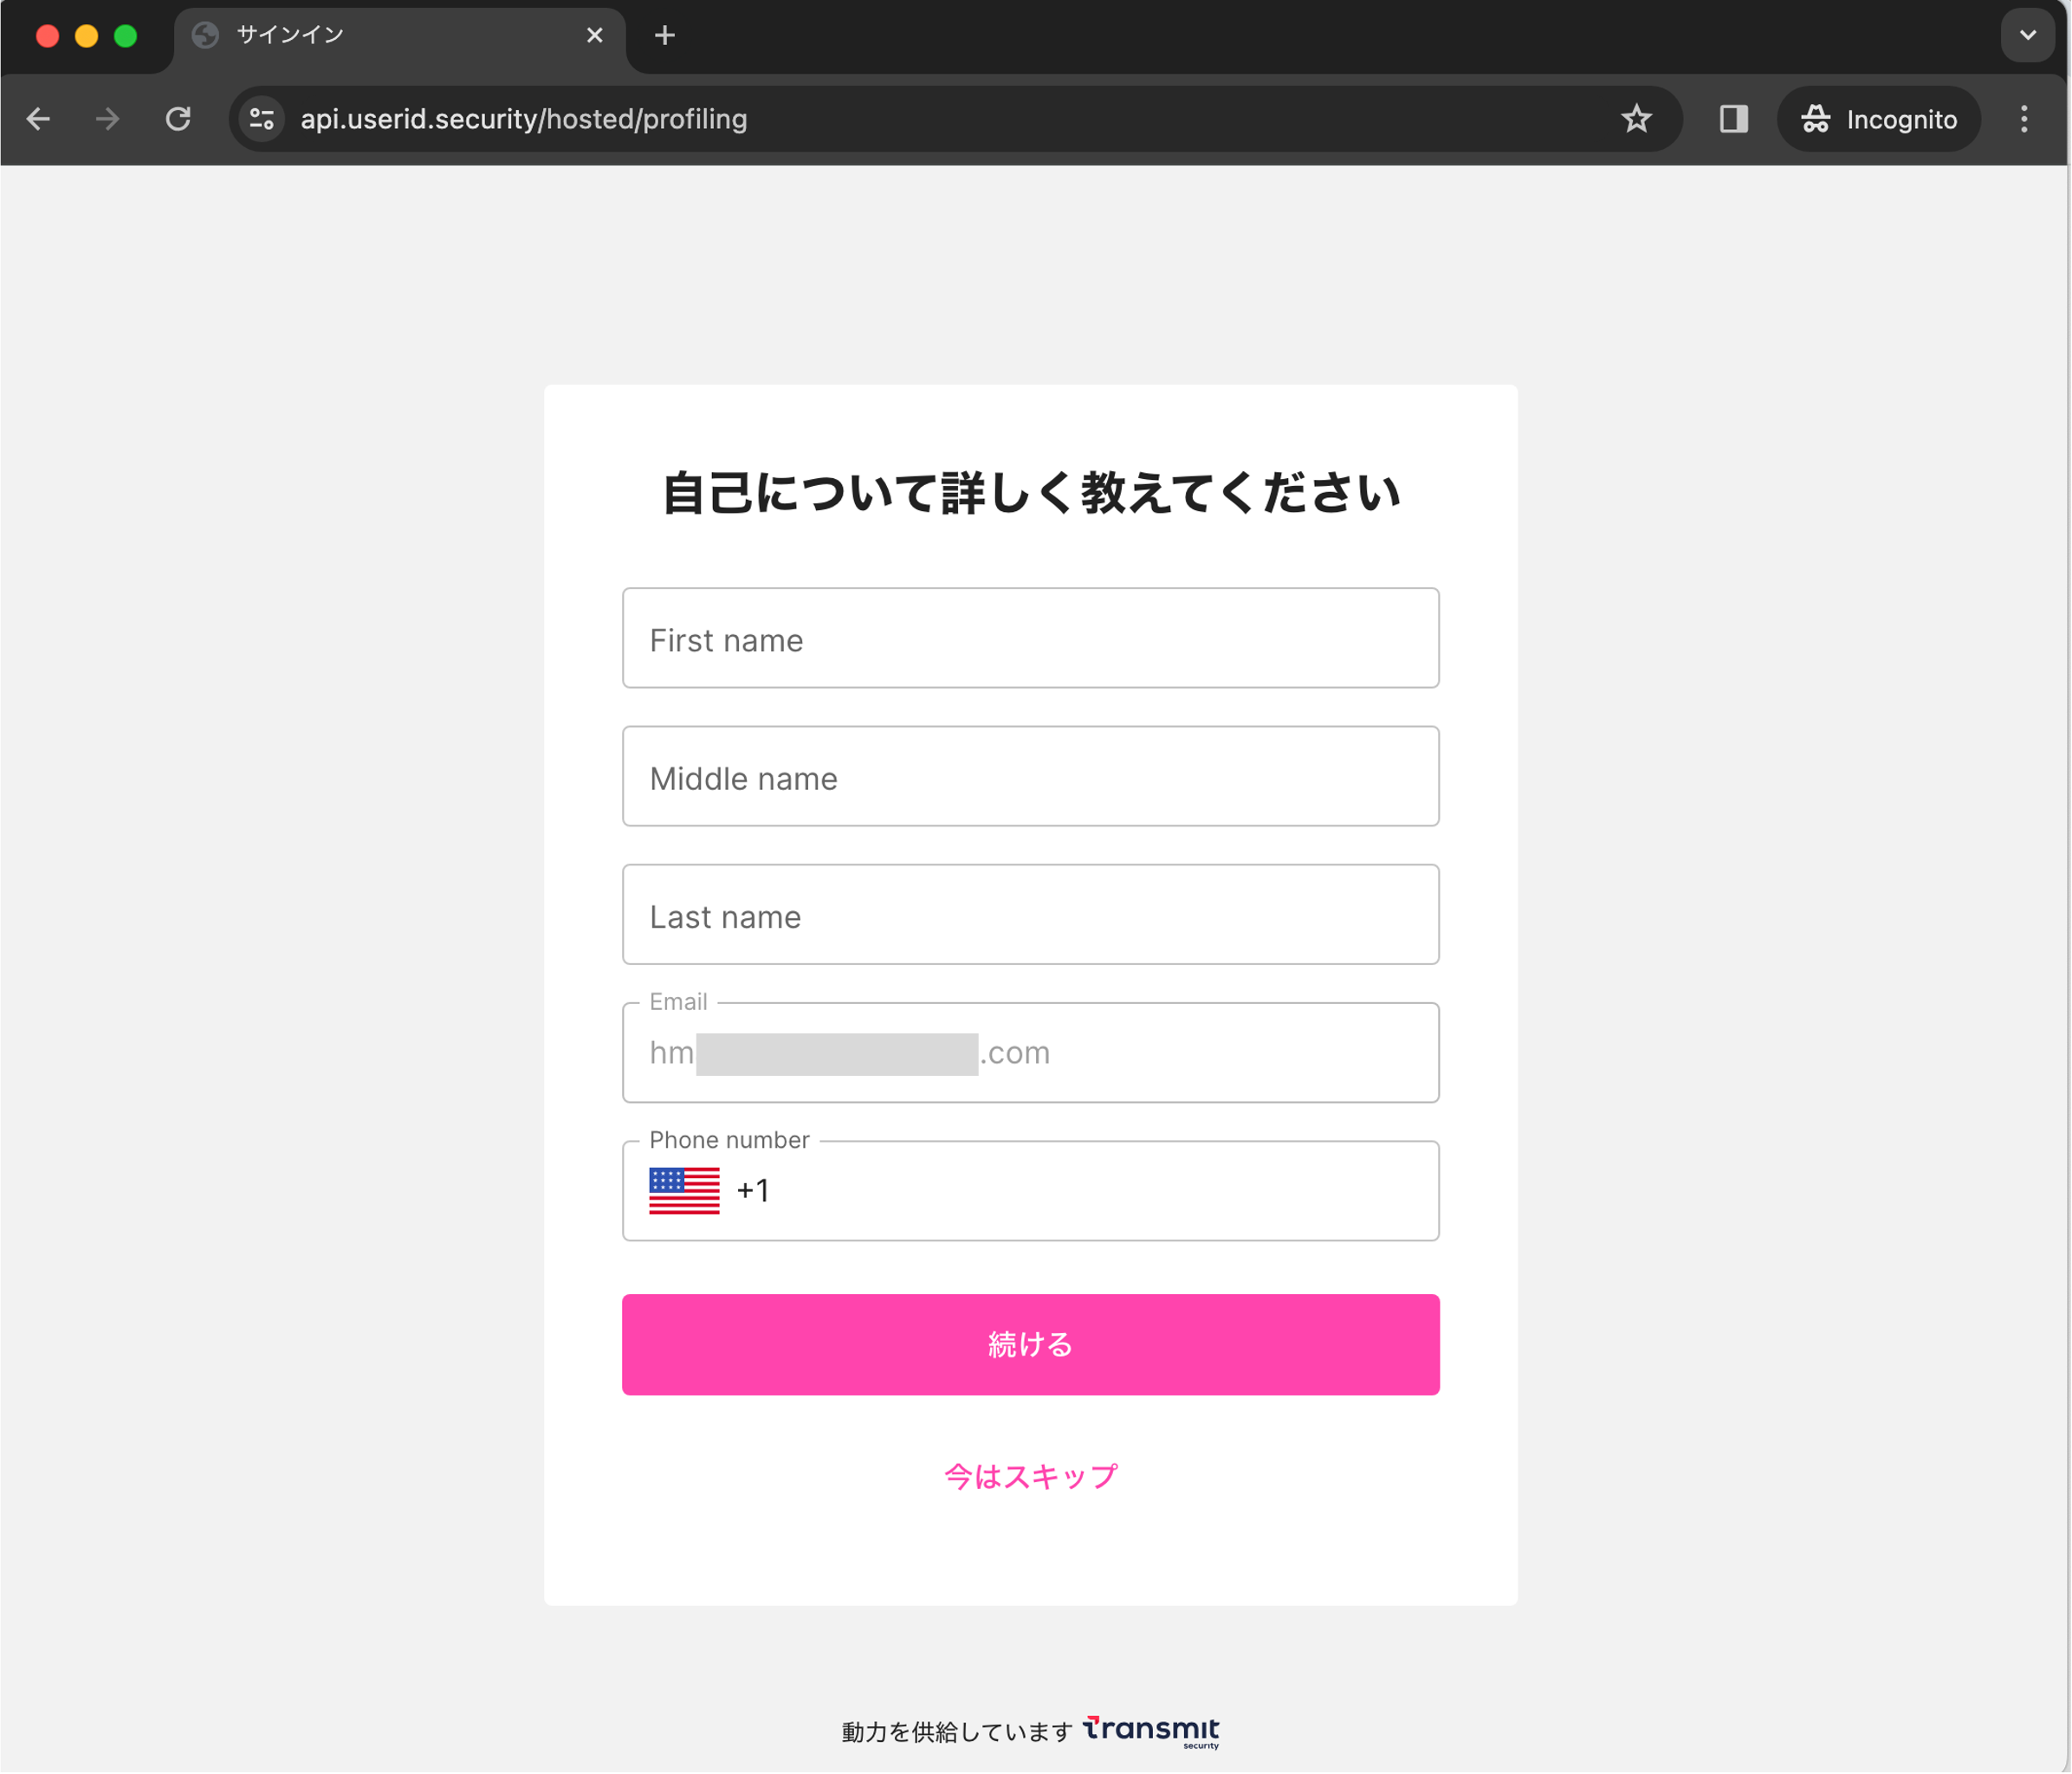 サインイン
api.userid.security/hosted/profiling
Incognito
自己について詳しく教えてください
First name
Middle name
Last name
Email
hm .com
Phone number
+1
続ける
今はスキップ
動力を供給しています Transmit
security